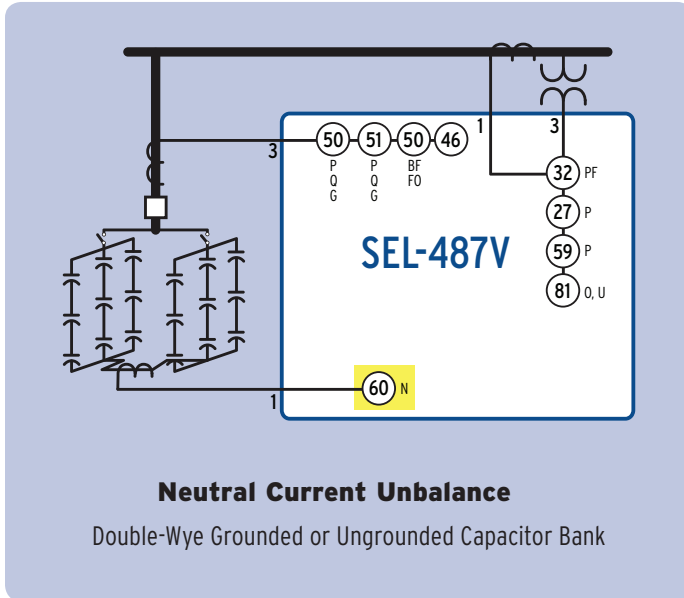 1
3
3
50
51
50
46
P
Q
G
P
Q
G
BF
FO
32 PF
27 P
59 P
81 O, U
SEL-487V
60 N
1
Neutral Current Unbalance
Double-Wye Grounded or Ungrounded Capacitor Bank